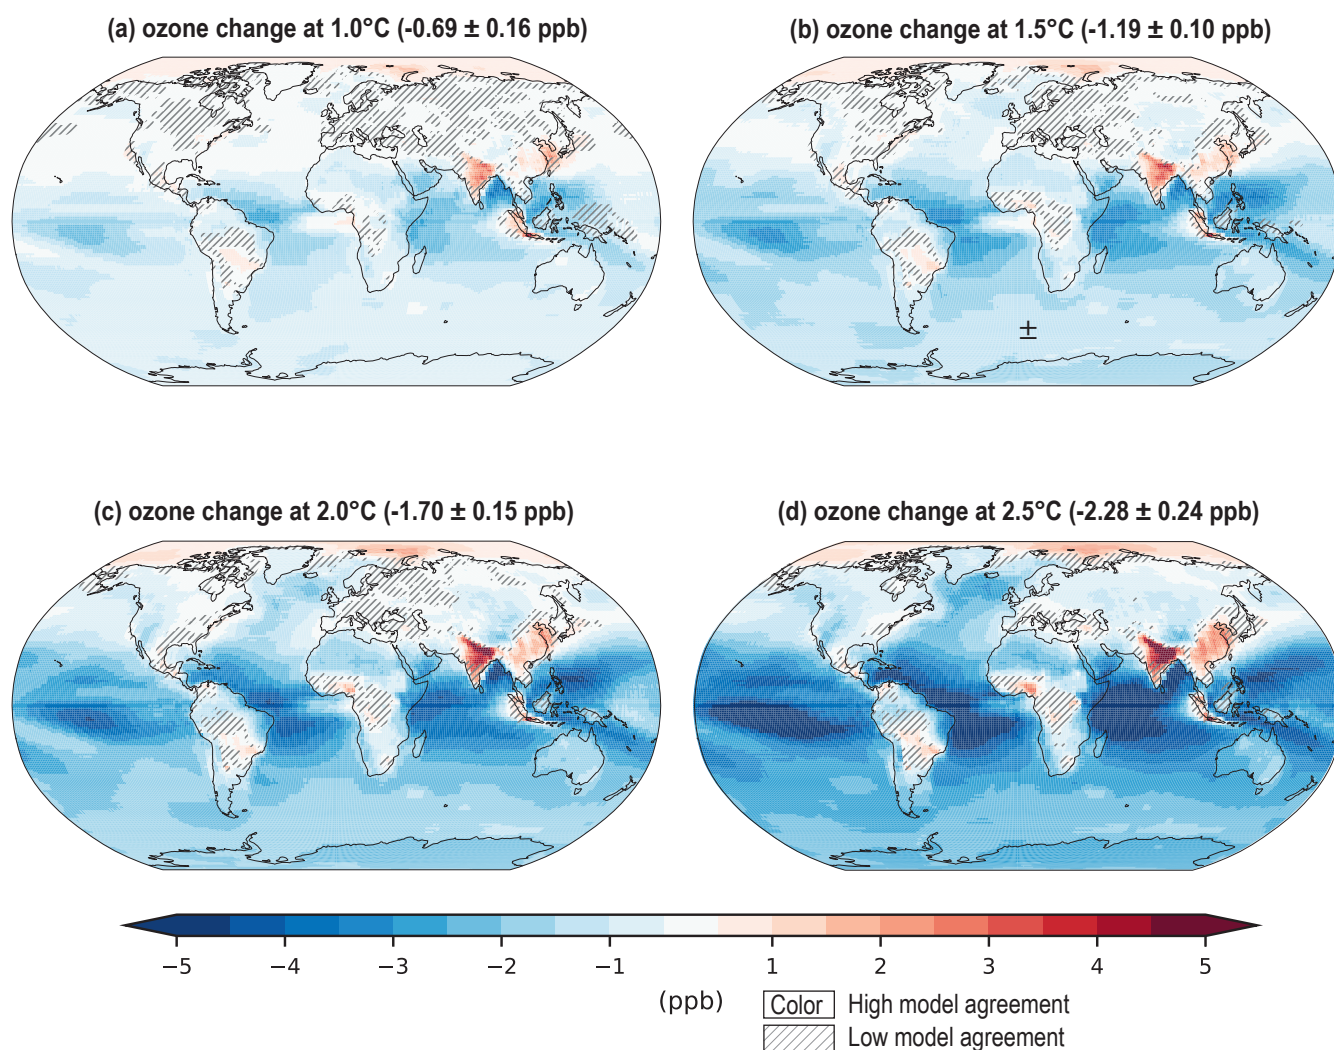 (a) ozone change at 1.0°C (-0.69 ± 0.16 ppb)
(b) ozone change at 1.5°C (-1.19 ± 0.10 ppb)
±
(c) ozone change at 2.0°C (-1.70 ± 0.15 ppb)
(d) ozone change at 2.5°C (-2.28 ± 0.24 ppb)
−5 −4 −3 −2 −1 1 2 3 4 5
(ppb)
Color High model agreement
Low model agreement